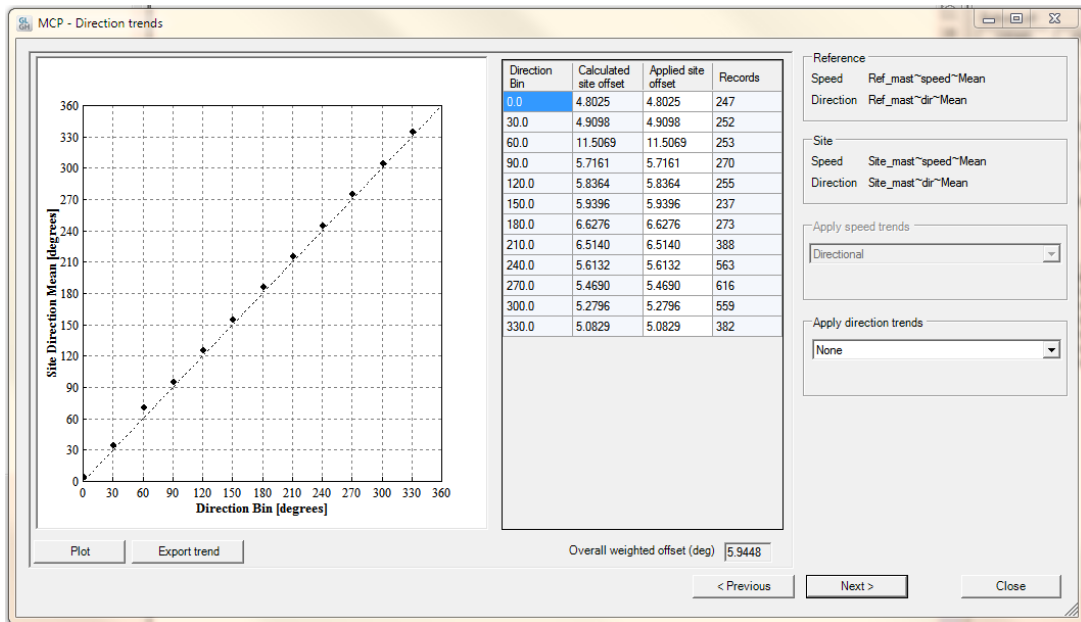 GL GH MCP - Direction trends
360
330
300
270
240
210
180
150
120
90
60
30
0
Site Direction Mean [degrees]
0 30 60 90 120 150 180 210 240 270 300 330 360
Direction Bin [degrees]
Plot
Export trend
Direction Bin Calculated site offset Applied site offset Records
0.0 4.8025 4.8025 247
30.0 4.9098 4.9098 252
60.0 11.5069 11.5069 253
90.0 5.7161 5.7161 270
120.0 5.8364 5.8364 255
150.0 5.9396 5.9396 237
180.0 6.6276 6.6276 273
210.0 6.5140 6.5140 388
240.0 5.6132 5.6132 563
270.0 5.4690 5.4690 616
300.0 5.2796 5.2796 559
330.0 5.0829 5.0829 382
Overall weighted offset (deg) 5.9448
Reference
Speed Ref_mast~speed~Mean
Direction Ref_mast~dir~Mean
Site
Speed Site_mast~speed~Mean
Direction Site_mast~dir~Mean
Apply speed trends
Directional
Apply direction trends
None
< Previous
Next >
Close